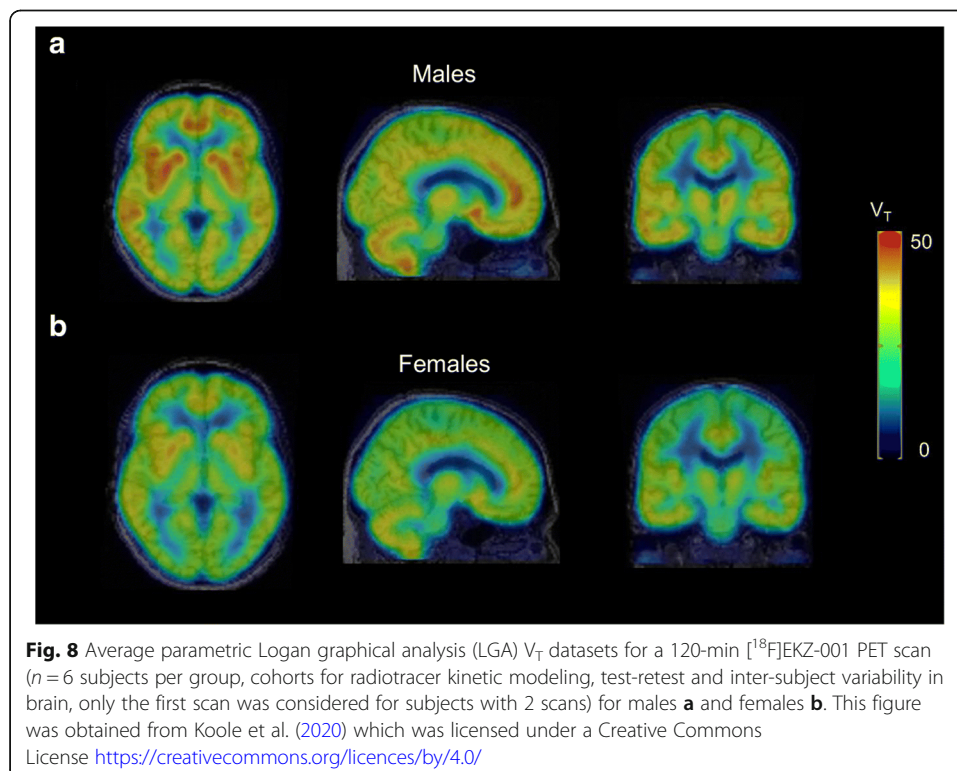 a
Males
V_T
50
b
Females
0
Fig. 8 Average parametric Logan graphical analysis (LGA) V_T datasets for a 120-min [¹⁸F]EKZ-001 PET scan
(n = 6 subjects per group, cohorts for radiotracer kinetic modeling, test-retest and inter-subject variability in
brain, only the first scan was considered for subjects with 2 scans) for males a and females b. This figure
was obtained from Koole et al. (2020) which was licensed under a Creative Commons
License https://creativecommons.org/licences/by/4.0/